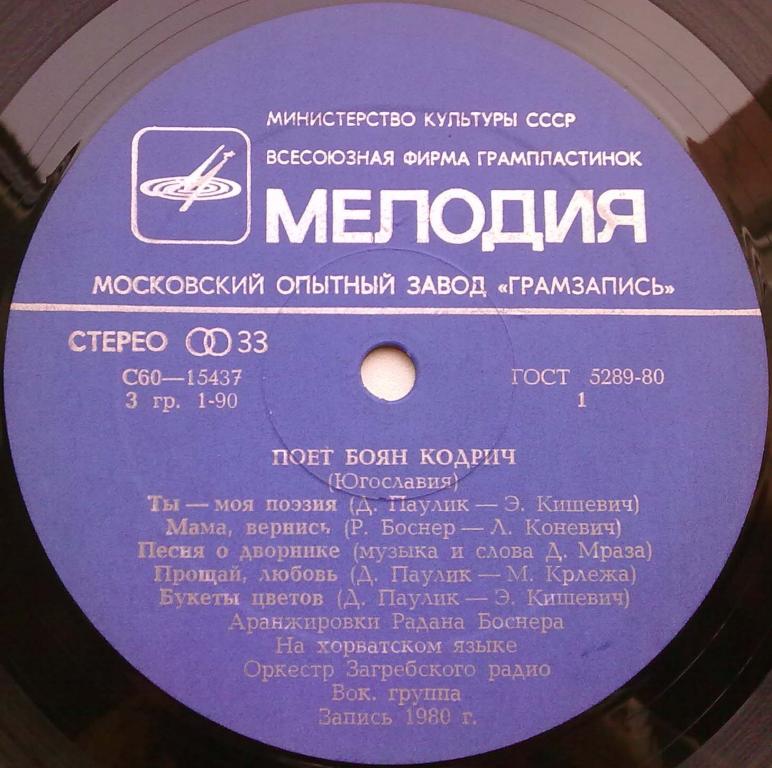 МИНИСТЕРСТВО КУЛЬТУРЫ СССР
ВСЕСОЮЗНАЯ ФИРМА ГРАМПЛАСТИНОК
МЕЛОДИЯ
МОСКОВСКИЙ ОПЫТНЫЙ ЗАВОД «ГРАМЗАПИСЬ»
СТЕРЕО 33
С60—15437 ГОСТ 5289-80
3 гр. 1-90 1
ПОЕТ БОЯН КОДРИЧ
(Югославия)
Ты — моя поэзия (Д. Паулик — Э. Кишевич)
Мама, вернись (Р. Боснер — Л. Коневич)
Песня о дворнике (музыка и слова Д. Мраза)
Прощай, любовь (Д. Паулик — М. Крлежа)
Букеты цветов (Д. Паулик — Э. Кишевич)
Аранжировки Радана Боснера
На хорватском языке
Оркестр Загребского радио
Вок. группа
Запись 1980 г.